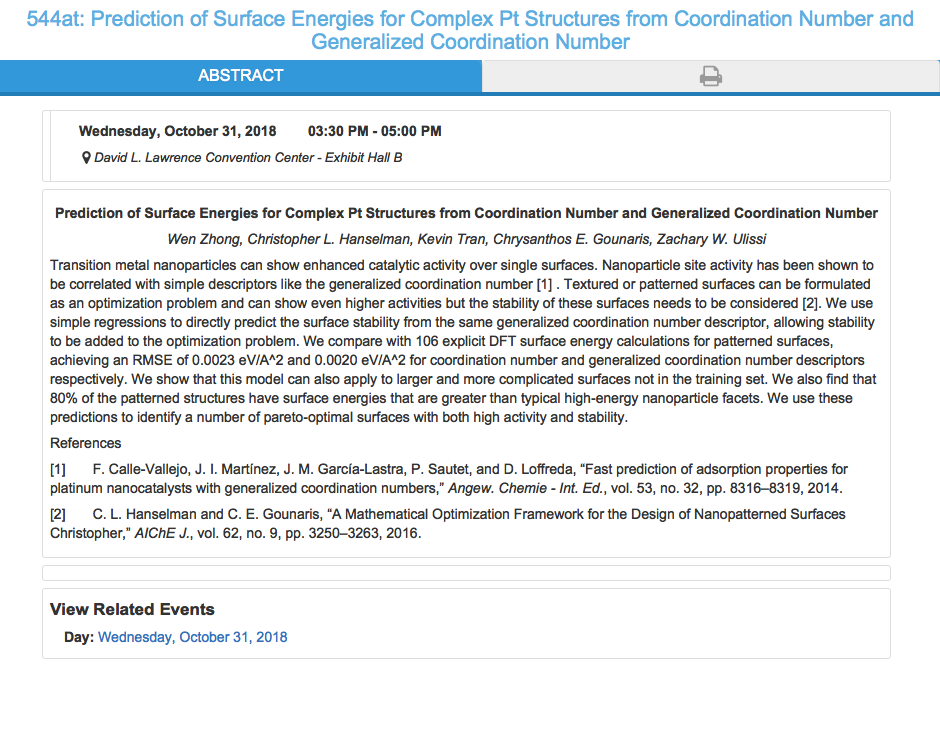 544at: Prediction of Surface Energies for Complex Pt Structures from Coordination Number and
Generalized Coordination Number
ABSTRACT
Wednesday, October 31, 2018 03:30 PM - 05:00 PM
David L. Lawrence Convention Center - Exhibit Hall B
Prediction of Surface Energies for Complex Pt Structures from Coordination Number and Generalized Coordination Number
Wen Zhong, Christopher L. Hanselman, Kevin Tran, Chrysanthos E. Gounaris, Zachary W. Ulissi
Transition metal nanoparticles can show enhanced catalytic activity over single surfaces. Nanoparticle site activity has been shown to
be correlated with simple descriptors like the generalized coordination number [1] . Textured or patterned surfaces can be formulated
as an optimization problem and can show even higher activities but the stability of these surfaces needs to be considered [2]. We use
simple regressions to directly predict the surface stability from the same generalized coordination number descriptor, allowing stability
to be added to the optimization problem. We compare with 106 explicit DFT surface energy calculations for patterned surfaces,
achieving an RMSE of 0.0023 eV/A^2 and 0.0020 eV/A^2 for coordination number and generalized coordination number descriptors
respectively. We show that this model can also apply to larger and more complicated surfaces not in the training set. We also find that
80% of the patterned structures have surface energies that are greater than typical high-energy nanoparticle facets. We use these
predictions to identify a number of pareto-optimal surfaces with both high activity and stability.
References
[1] F. Calle-Vallejo, J. I. Martínez, J. M. García-Lastra, P. Sautet, and D. Loffreda, “Fast prediction of adsorption properties for
platinum nanocatalysts with generalized coordination numbers,” Angew. Chemie - Int. Ed., vol. 53, no. 32, pp. 8316–8319, 2014.
[2] C. L. Hanselman and C. E. Gounaris, “A Mathematical Optimization Framework for the Design of Nanopatterned Surfaces
Christopher,” AIChE J., vol. 62, no. 9, pp. 3250–3263, 2016.
View Related Events
Day: Wednesday, October 31, 2018